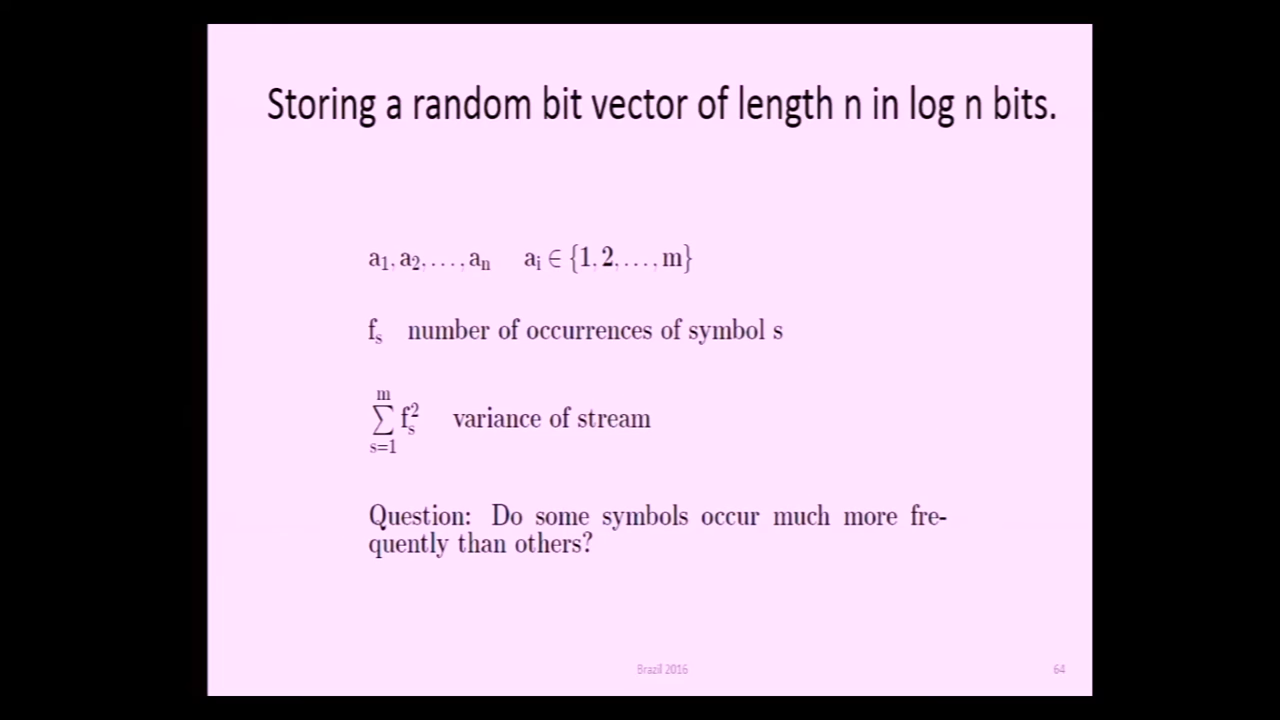 Storing a random bit vector of length n in log n bits.
a₁, a₂, . . . , aₙ aᵢ ∈ {1, 2, . . . , m}
fₛ number of occurrences of symbol s
m
∑ fₛ² variance of stream
s=1
Question: Do some symbols occur much more fre-
quently than others?
Brazil 2016
64